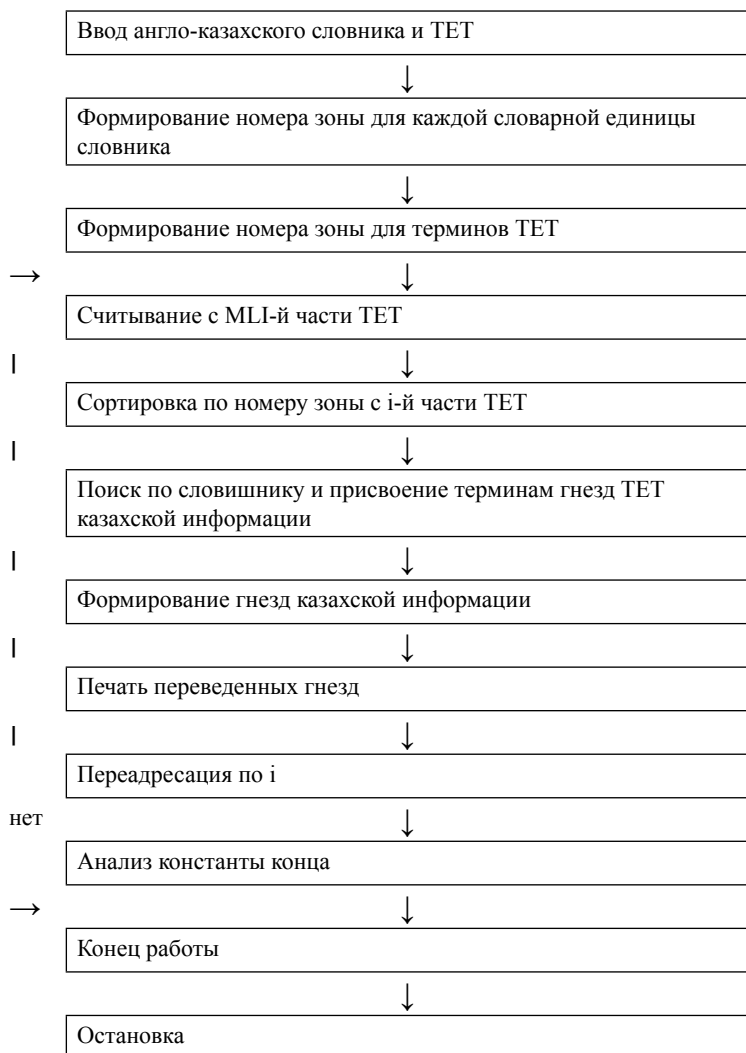 Ввод англо-казахского словника и ТЕТ
↓
Формирование номера зоны для каждой словарной единицы
словника
↓
Формирование номера зоны для терминов ТЕТ
→ ↓
Считывание с MLI-й части ТЕТ
| ↓
Сортировка по номеру зоны с i-й части ТЕТ
| ↓
Поиск по словишнику и присвоение терминам гнезд ТЕТ
казахской информации
| ↓
Формирование гнезд казахской информации
| ↓
Печать переведенных гнезд
| ↓
Переадресация по i
нет ↓
Анализ константы конца
→ ↓
Конец работы
↓
Остановка